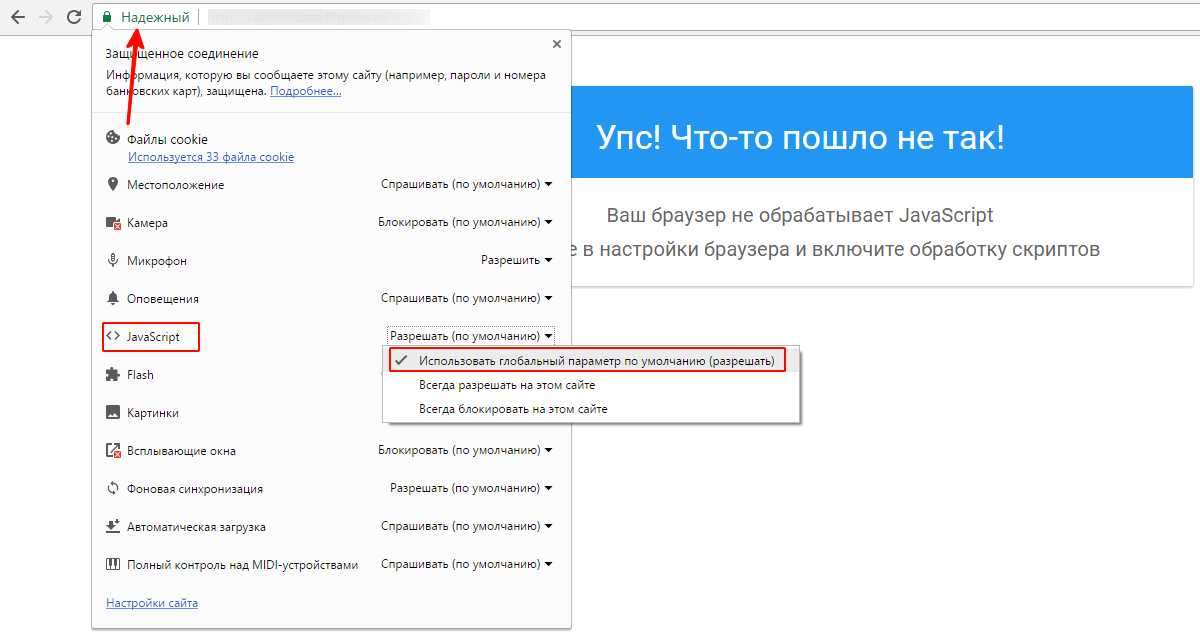 Надежный
Защищенное соединение
Информация, которую вы сообщаете этому сайту (например, пароли и номера
банковских карт), защищена. Подробнее...
Файлы cookie
Используется 33 файла cookie
Местоположение Спрашивать (по умолчанию)
Камера Блокировать (по умолчанию)
Микрофон Разрешить
Оповещения Спрашивать (по умолчанию)
JavaScript Разрешать (по умолчанию)
Использовать глобальный параметр по умолчанию (разрешать)
Всегда разрешать на этом сайте
Всегда блокировать на этом сайте
Flash
Картинки
Всплывающие окна Блокировать (по умолчанию)
Фоновая синхронизация Разрешать (по умолчанию)
Автоматическая загрузка Спрашивать (по умолчанию)
Полный контроль над MIDI-устройствами Спрашивать (по умолчанию)
Настройки сайта
Упс! Что-то пошло не так!
Ваш браузер не обрабатывает JavaScript
е в настройки браузера и включите обработку скриптов